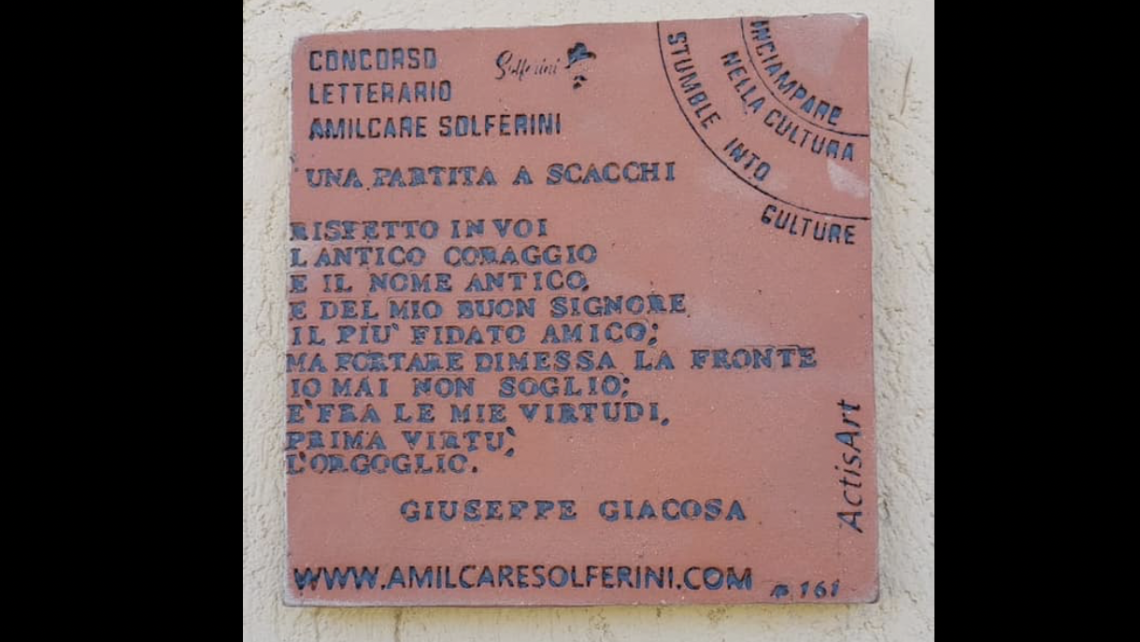 CONCORSO
LETTERARIO
AMILCARE SOLFERINI
Solferini
INCIAMPARE
NELLA CULTURA
STUMBLE INTO
CULTURE
UNA PARTITA A SCACCHI
RISPETTO IN VOI
L'ANTICO CORAGGIO
E IL NOME ANTICO,
E DEL MIO BUON SIGNORE
IL PIU' FIDATO AMICO;
MA PORTARE DIMESSA LA FRONTE
IO MAI NON SOGLIO;
E' FRA LE MIE VIRTUDI,
PRIMA VIRTU',
L'ORGOGLIO.
GIUSEPPE GIACOSA
ActisArt
WWW.AMILCARESOLFERINI.COM
n 161